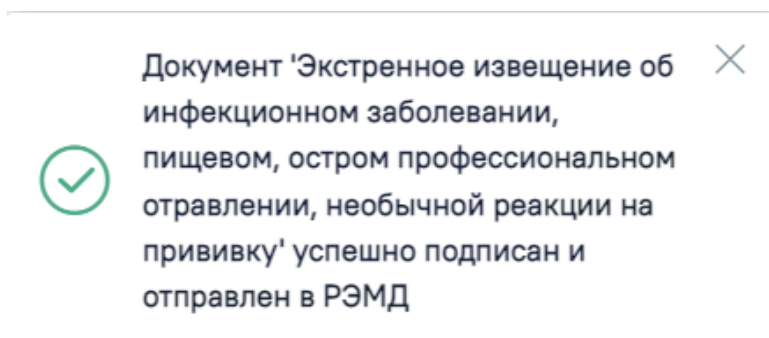 Документ 'Экстренное извещение об
инфекционном заболевании,
пищевом, остром профессиональном
отравлении, необычной реакции на
прививку' успешно подписан и
отправлен в РЭМД